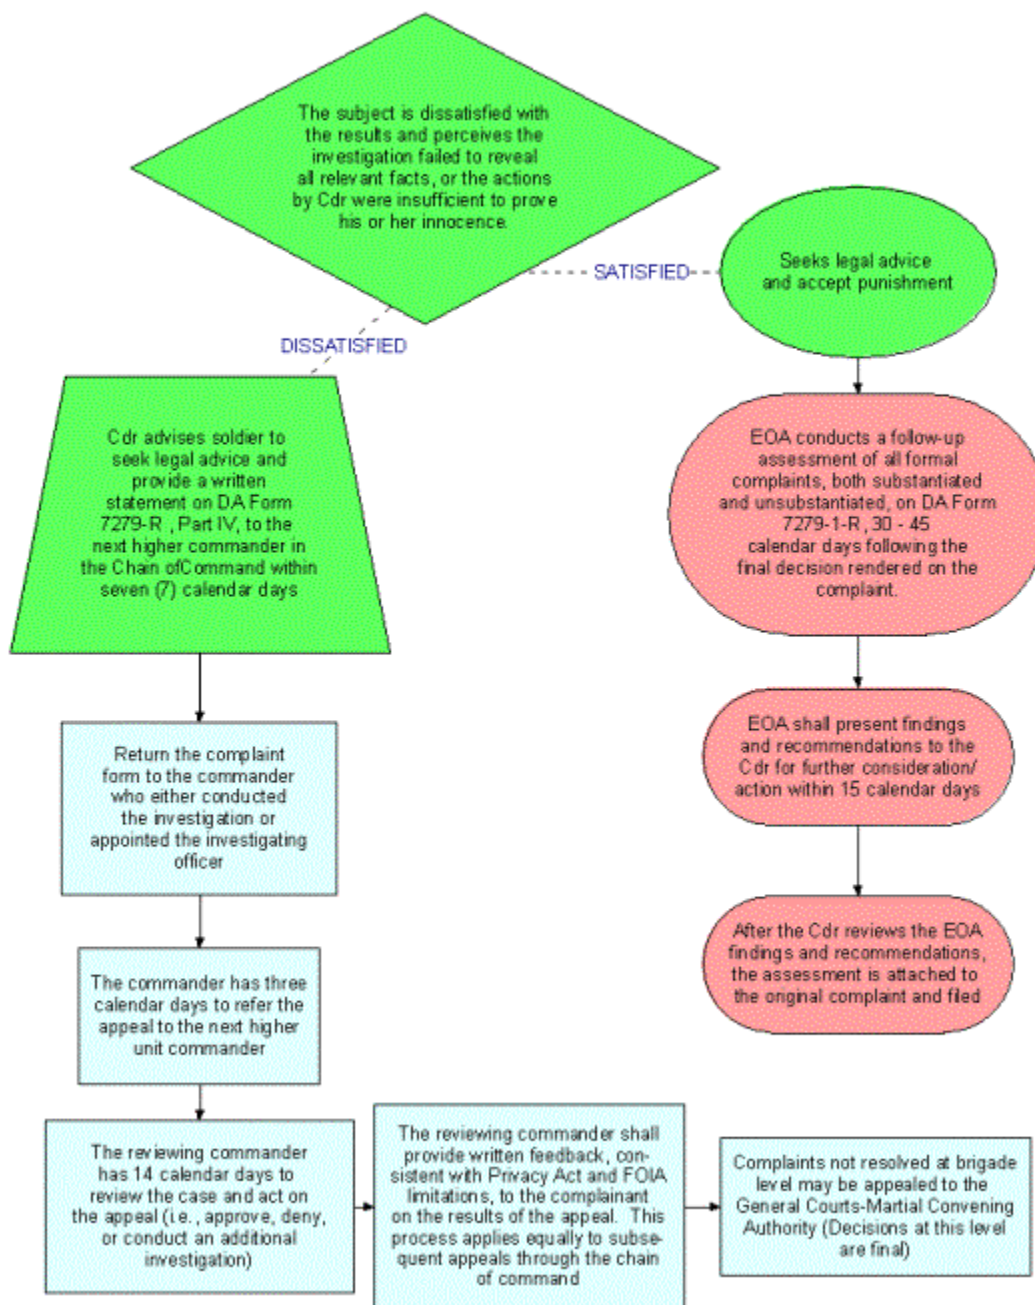 The subject is dissatisfied with
the results and perceives the
investigation failed to reveal
all relevant facts, or the actions
by Cdr were insufficient to prove
his or her innocence.
SATISFIED
Seeks legal advice
and accept punishment
DISSATISFIED
Cdr advises soldier to
seek legal advice and
provide a written
statement on DA Form
7279-R , Part IV, to the
next higher commander in
the Chain ofCommand within
seven (7) calendar days
EOA conducts a follow-up
assessment of all formal
complaints, both substantiated
and unsubstantiated, on DA Form
7279-1-R, 30 - 45
calendar days following the
final decision rendered on the
complaint.
Return the complaint
form to the commander
who either conducted
the investigation or
appointed the investigating
officer
EOA shall present findings
and recommendations to the
Cdr for further consideration/
action within 15 calendar days
The commander has three
calendar days to refer the
appeal to the next higher
unit commander
After the Cdr reviews the EOA
findings and recommendations,
the assessment is attached to
the original complaint and filed
The reviewing commander
has 14 calendar days to
review the case and act on
the appeal (i.e., approve, deny,
or conduct an additional
investigation)
The reviewing commander shall
provide written feedback, con-
sistent with Privacy Act and FOIA
limitations, to the complainant
on the results of the appeal. This
process applies equally to subse-
quent appeals through the chain
of command
Complaints not resolved at brigade
level may be appealed to the
General Courts-Martial Convening
Authority (Decisions at this level
are final)